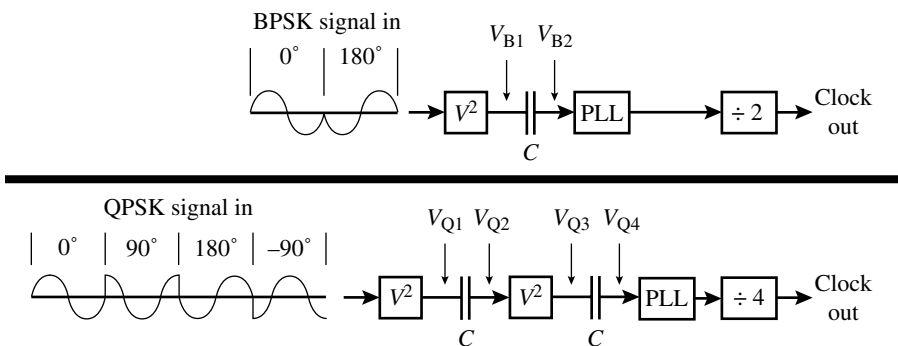 BPSK signal in
0° 180°
V_B1 V_B2
V² PLL ÷ 2 Clock
out
C
QPSK signal in
0° 90° 180° –90°
V_Q1 V_Q2 V_Q3 V_Q4
V² V² PLL ÷ 4 Clock
out
C C